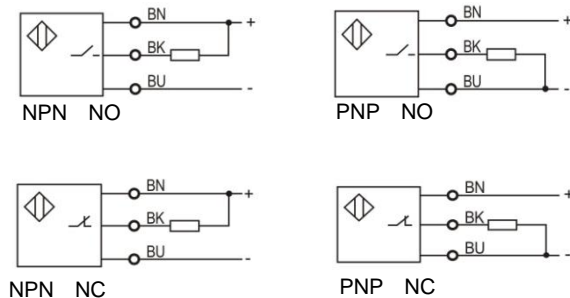 BN +
BK
BU -
NPN NO
BN +
BK
BU -
PNP NO
BN +
BK
BU -
NPN NC
BN +
BK
BU -
PNP NC